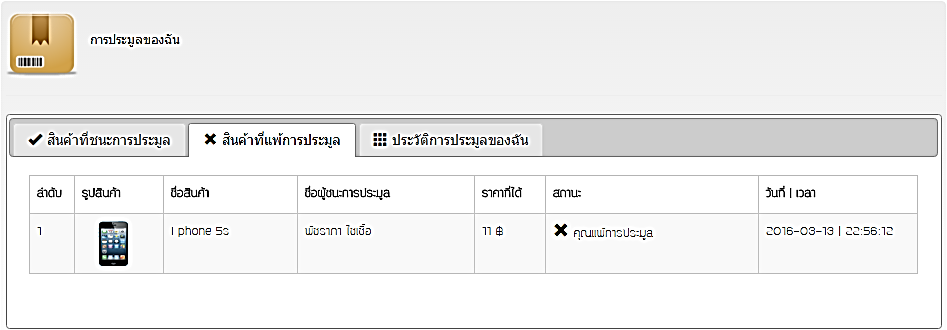 การประมูลของฉัน
สินค้าที่ชนะการประมูล สินค้าที่แพ้การประมูล ประวัติการประมูลของฉัน
ลำดับ รูปสินค้า ชื่อสินค้า ชื่อผู้ชนะการประมูล ราคาที่ได้ สถานะ วันที่ | เวลา
1 I phone 5s พัชราภา ไชเชื้อ 11 ฿ คุณแพ้การประมูล 2016-03-13 | 22:56:12